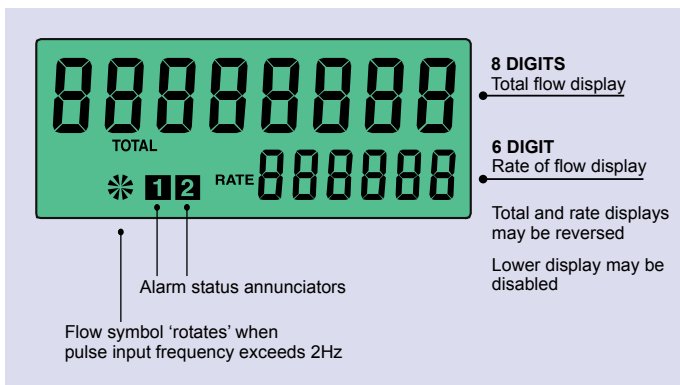 88888888
8 DIGITS
Total flow display
TOTAL
1 2
RATE
888888
6 DIGIT
Rate of flow display
Total and rate displays
may be reversed
Lower display may be
disabled
Alarm status annunciators
Flow symbol ‘rotates’ when
pulse input frequency exceeds 2Hz